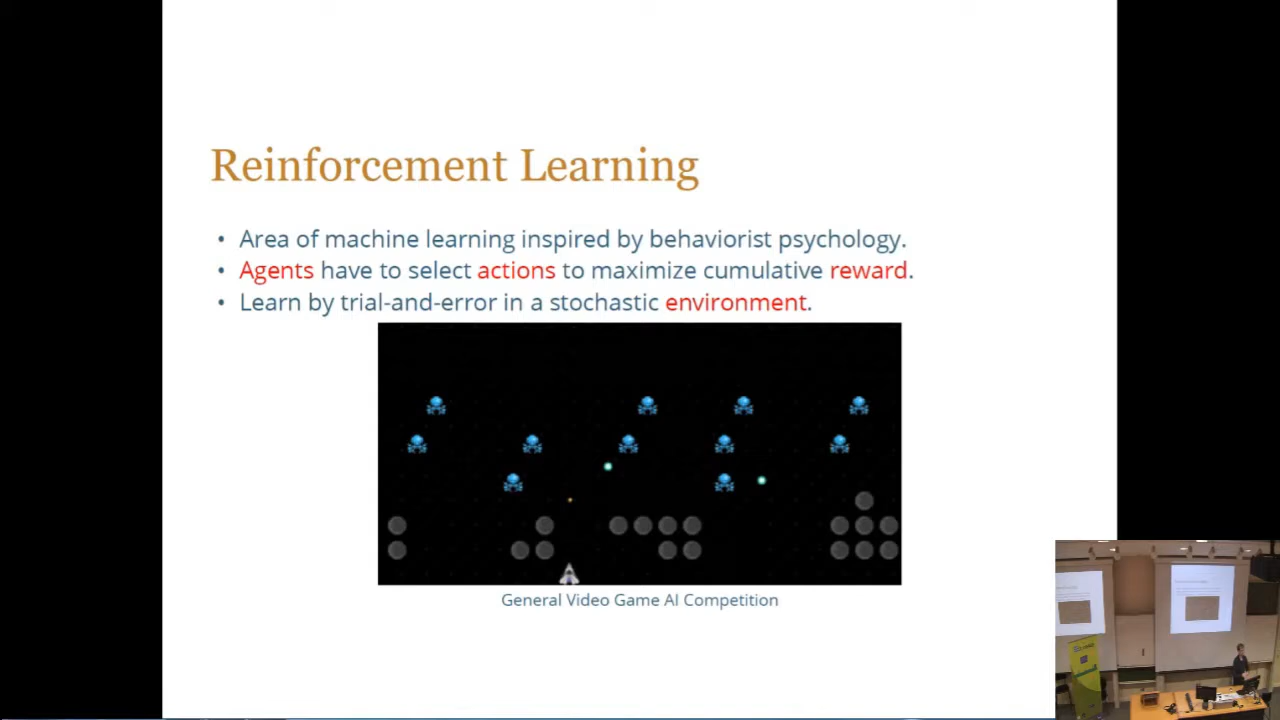 Reinforcement Learning
• Area of machine learning inspired by behaviorist psychology.
• Agents have to select actions to maximize cumulative reward.
• Learn by trial-and-error in a stochastic environment.
General Video Game AI Competition